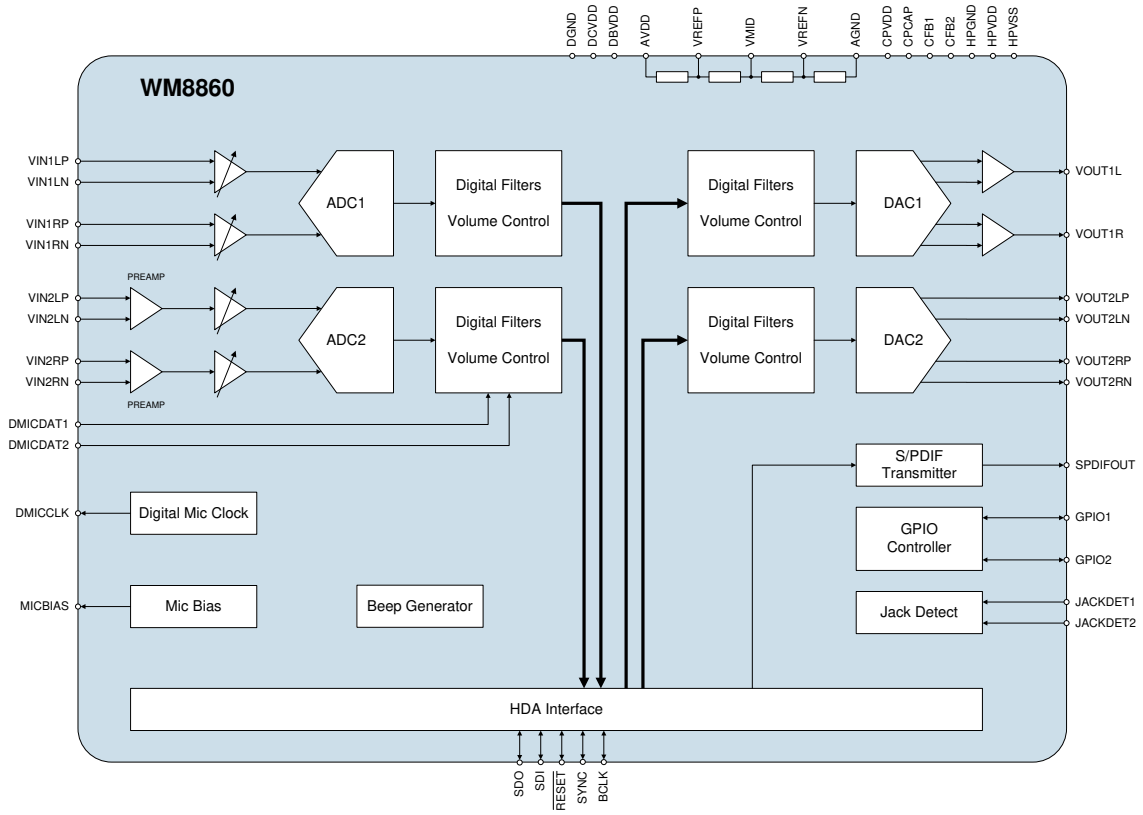 DGND
DCVDD
DBVDD
AVDD
VREFP
VMID
VREFN
AGND
CPVDD
CPCAP
CFB1
CFB2
HPGND
HPVDD
HPVSS
WM8860
VIN1LP
VIN1LN
VIN1RP
VIN1RN
ADC1
Digital Filters
Volume Control
Digital Filters
Volume Control
DAC1
VOUT1L
VOUT1R
PREAMP
VIN2LP
VIN2LN
VIN2RP
VIN2RN
PREAMP
ADC2
Digital Filters
Volume Control
Digital Filters
Volume Control
DAC2
VOUT2LP
VOUT2LN
VOUT2RP
VOUT2RN
DMICDAT1
DMICDAT2
S/PDIF
Transmitter
SPDIFOUT
DMICCLK
Digital Mic Clock
GPIO
Controller
GPIO1
GPIO2
MICBIAS
Mic Bias
Beep Generator
Jack Detect
JACKDET1
JACKDET2
HDA Interface
SDO
SDI
RESET
SYNC
BCLK